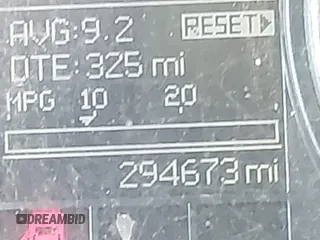 AVG:9.2 RESET
DTE:325 mi
MPG 10 20
294673 mi
DREAMBID